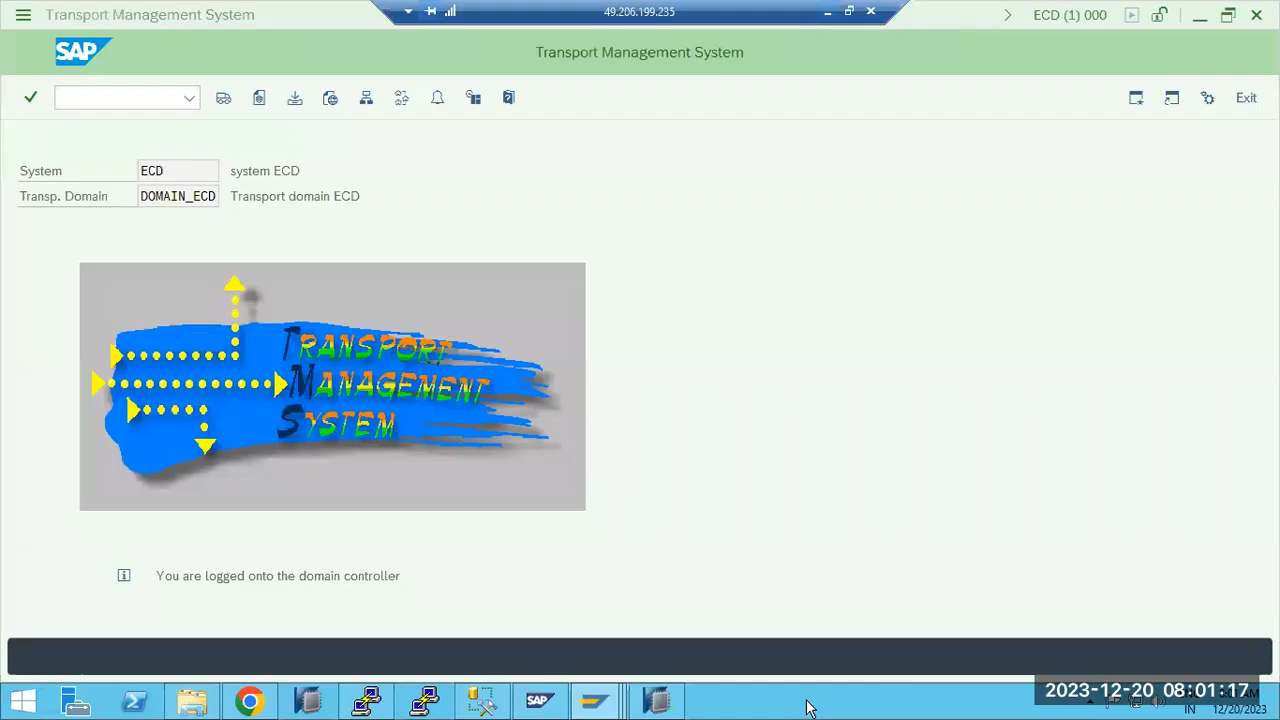 Transport Management System
49.206.199.235
ECD (1) 000
SAP
Transport Management System
Exit
System ECD system ECD
Transp. Domain DOMAIN_ECD Transport domain ECD
TRANSPORT
MANAGEMENT
SYSTEM
You are logged onto the domain controller
SAP
2023-12-20 08:01:17
IN 12/20/2023